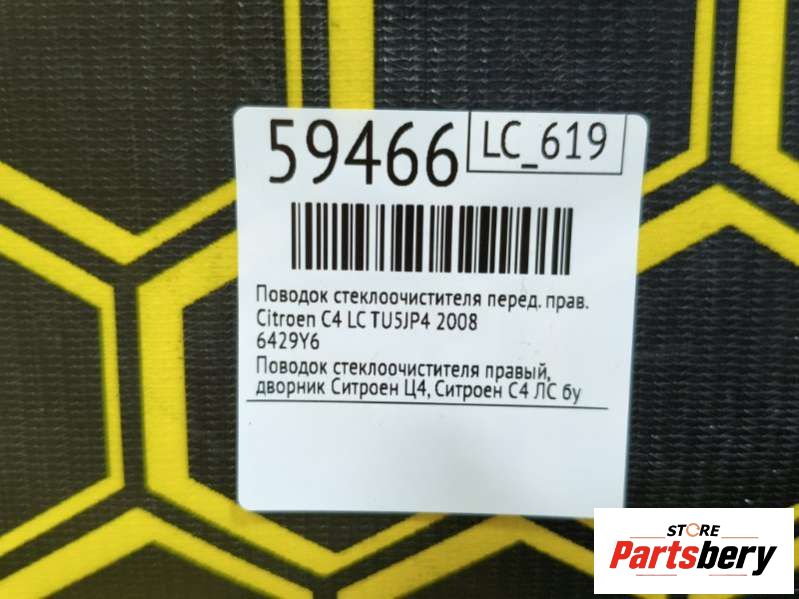 59466
LC_619
Поводок стеклоочистителя перед. прав.
Citroen C4 LC TU5JP4 2008
6429Y6
Поводок стеклоочистителя правый,
дворник Ситроен Ц4, Ситроен С4 ЛС бу
STORE
Partsbery